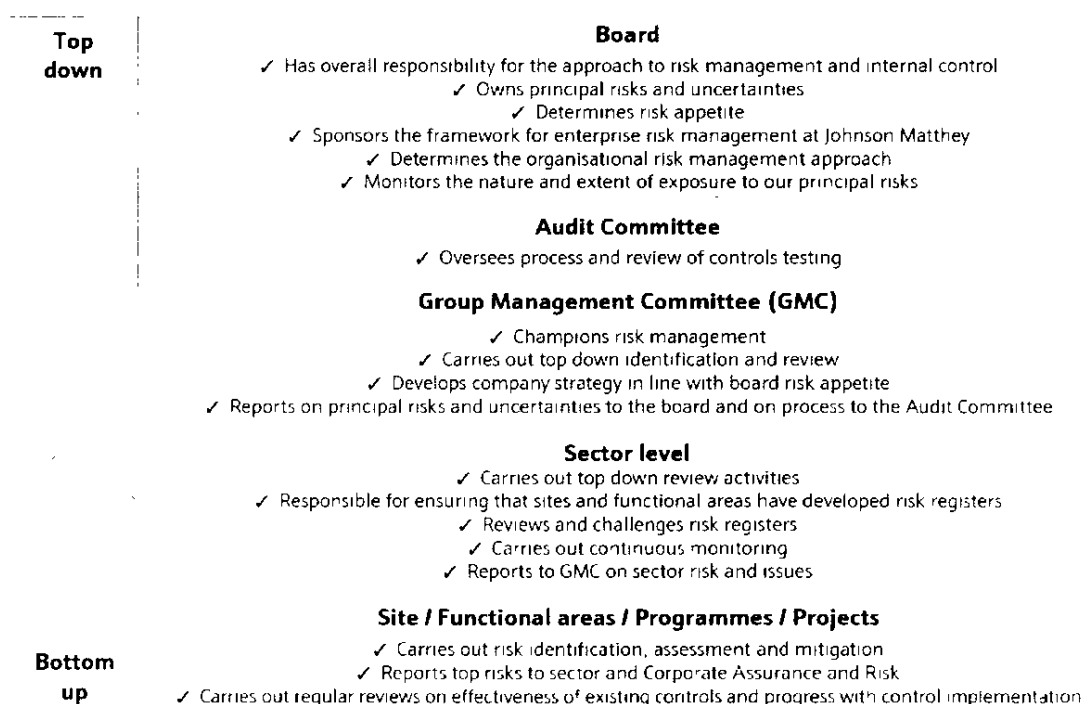 Top
down
Board
✓ Has overall responsibility for the approach to risk management and internal control
✓ Owns principal risks and uncertainties
✓ Determines risk appetite
✓ Sponsors the framework for enterprise risk management at Johnson Matthey
✓ Determines the organisational risk management approach
✓ Monitors the nature and extent of exposure to our principal risks
Audit Committee
✓ Oversees process and review of controls testing
Group Management Committee (GMC)
✓ Champions risk management
✓ Carries out top down identification and review
✓ Develops company strategy in line with board risk appetite
✓ Reports on principal risks and uncertainties to the board and on process to the Audit Committee
Sector level
✓ Carries out top down review activities
✓ Responsible for ensuring that sites and functional areas have developed risk registers
✓ Reviews and challenges risk registers
✓ Carries out continuous monitoring
✓ Reports to GMC on sector risk and issues
Site / Functional areas / Programmes / Projects
✓ Carries out risk identification, assessment and mitigation
✓ Reports top risks to sector and Corporate Assurance and Risk
✓ Carries out regular reviews on effectiveness of existing controls and progress with control implementation
Bottom
up